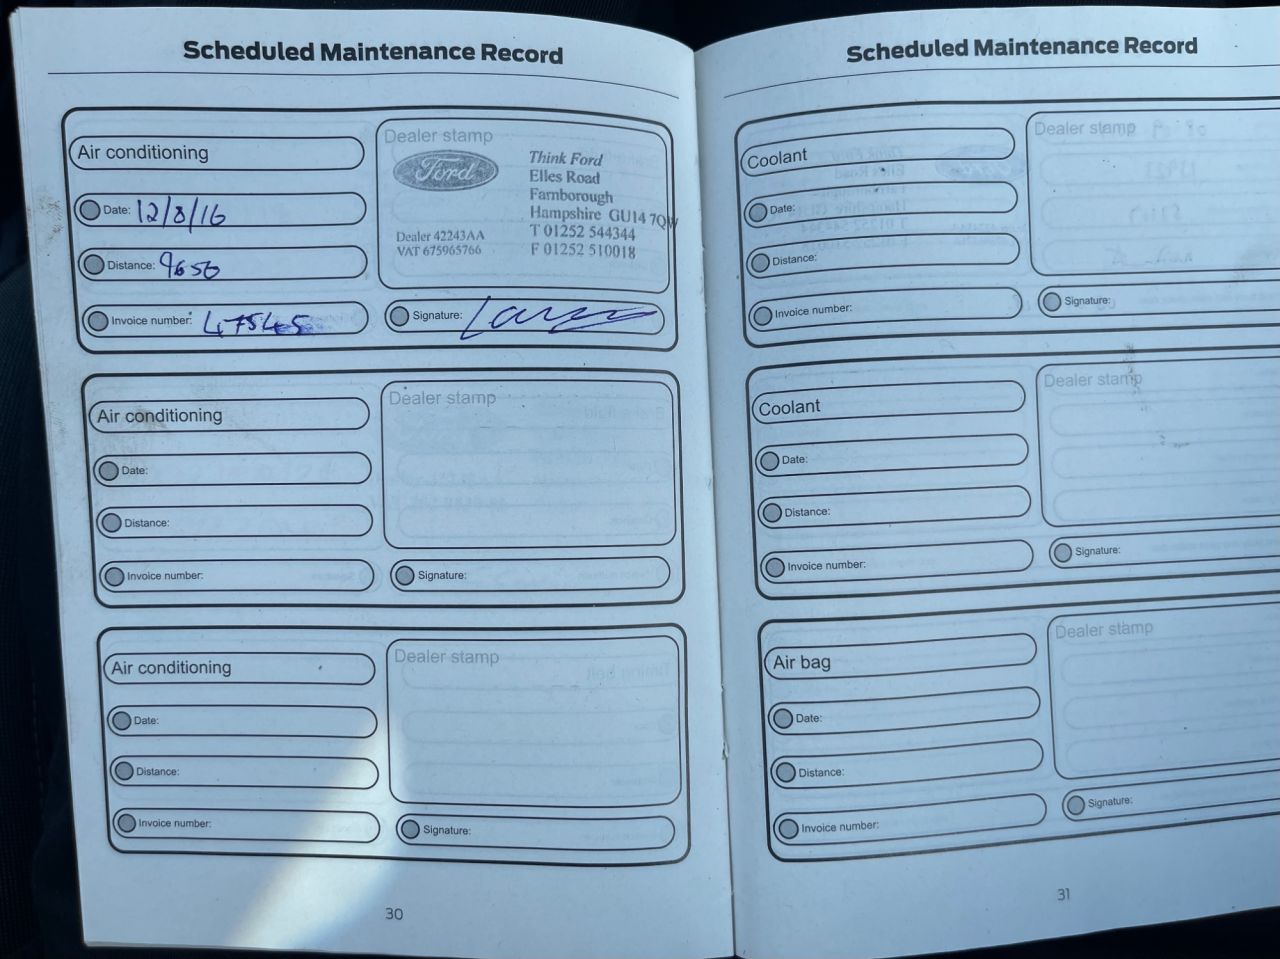 Scheduled Maintenance Record
Air conditioning
Date: 12/8/16
Distance: 9650
Invoice number: 47545
Dealer stamp
Ford
Think Ford
Elles Road
Farnborough
Hampshire GU14 7QW
Dealer 42243AA
T 01252 544344
VAT 675965766
F 01252 510018
Signature:
Air conditioning
Date:
Distance:
Invoice number:
Dealer stamp
Signature:
Air conditioning
Date:
Distance:
Invoice number:
Dealer stamp
Signature:
30
Scheduled Maintenance Record
Coolant
Date:
Distance:
Invoice number:
Dealer stamp
Signature:
Coolant
Date:
Distance:
Invoice number:
Dealer stamp
Signature:
Air bag
Date:
Distance:
Invoice number:
Dealer stamp
Signature:
31